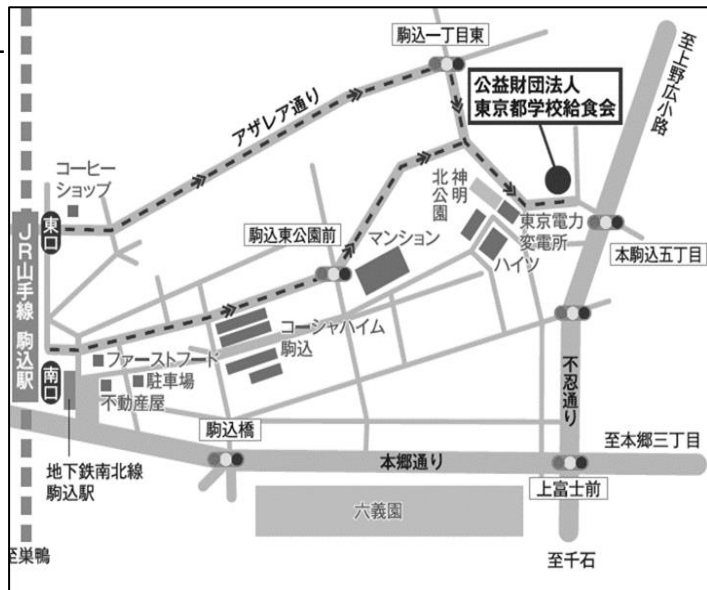 駒込一丁目東
至上野広小路
公益財団法人
東京都学校給食会
アザレア通り
コーヒー
ショップ
東口
神明
北公園
東京電力
変電所
ハイツ
本駒込五丁目
駒込東公園前
マンション
JR山手線 駒込駅
コーシャハイム
駒込
ファーストフード
駐車場
不動産屋
南口
不忍通り
駒込橋
本郷通り
至本郷三丁目
地下鉄南北線
駒込駅
上富士前
六義園
至巣鴨
至千石